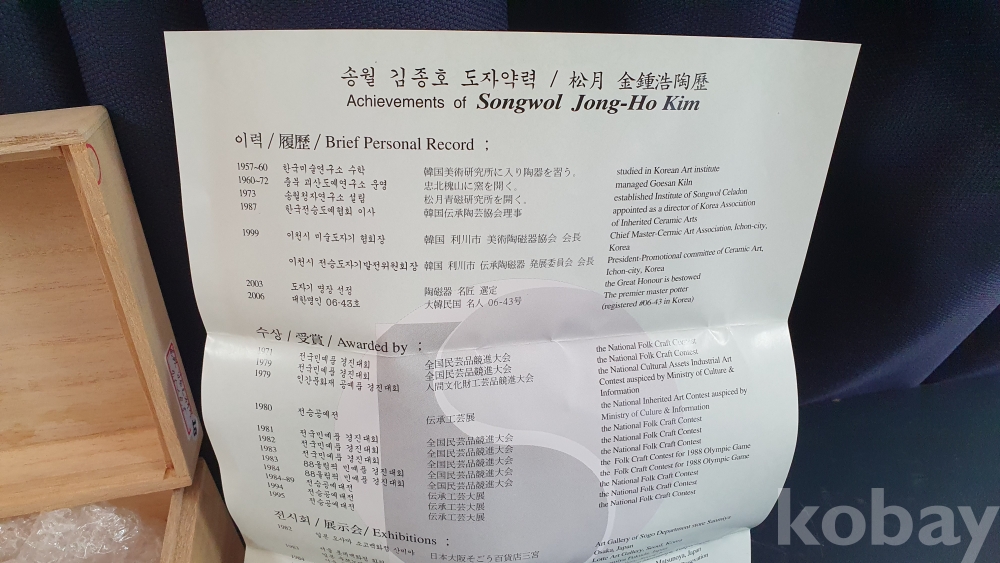 송월 김종호 도자약력 / 松月 金鍾浩陶歷
Achievements of Songwol Jong-Ho Kim
이력 / 履歷 / Brief Personal Record ;
1957~60 한국미술연구소 수학 韓国美術研究所に入り陶器を習う。 studied in Korean Art institute
1960~72 충북 괴산도예연구소 운영 忠北槐山に窯を開く。 managed Goesan Kiln
1973 송월청자연구소 설립 松月青磁研究所を開く。 established Institute of Songwol Celadon
1987 한국전승도예협회 이사 韓国伝承陶芸協会理事 appointed as a director of Korea Association
of Inherited Ceramic Arts
1999 이천시 미술도자기 협회장 韓国 利川市 美術陶磁器協会 会長 Chief Master-Cermic Art Association, Ichon-city,
Korea
이천시 전승도자기발전위원회장 韓国 利川市 伝承陶磁器 発展委員会 会長 President-Promotional committee of Ceramic Art,
Ichon-city, Korea
2003 도자기 명장 선정 陶磁器 名匠 選定 the Great Honour is bestowed
2006 대한명인 06-43호 大韓民国 名人 06-43号 The premier master potter
(registered #06-43 in Korea)
수상 / 受賞 / Awarded by ;
1971 전국민예품 경진대회 全国民芸品競進大会 the National Folk Craft Contest
1979 전국민예품 경진대회 全国民芸品競進大会 the National Folk Craft Contest
1979 민간문화재 공예품 경진대회 人間文化財工芸品競進大会 the National Cultural Assets Industrial Art
Contest auspiced by Ministry of Culture &
Information
1980 전승공예전 伝承工芸展 the National Inherited Art Contest auspiced by
Ministry of Culure & Information
1981 전국민예품 경진대회 全国民芸品競進大会 the National Folk Craft Contest
1982 전국민예품 경진대회 全国民芸品競進大会 the National Folk Craft Contest
1983 전국민예품 경진대회 全国民芸品競進大会 the National Folk Craft Contest
1983 88올림픽 민예품 경진대회 全国民芸品競進大会 the Folk Craft Contest for 1988 Olympic Game
1984 88올림픽 민예품 경진대회 全国民芸品競進大会 the Folk Craft Contest for 1988 Olympic Game
1984~89 전승공예대전 伝承工芸大展 the National Folk Craft Contest
1994 전승공예대전 伝承工芸大展 the National Folk Craft Contest
1995 전승공예대전 伝承工芸大展 the National Folk Craft Contest
전시회 / 展示会 / Exhibitions ;
1982 日本大阪そごう百貨店三宮 Art Gallery of Sogo Department store
Osaka, Japan
1983
kobay